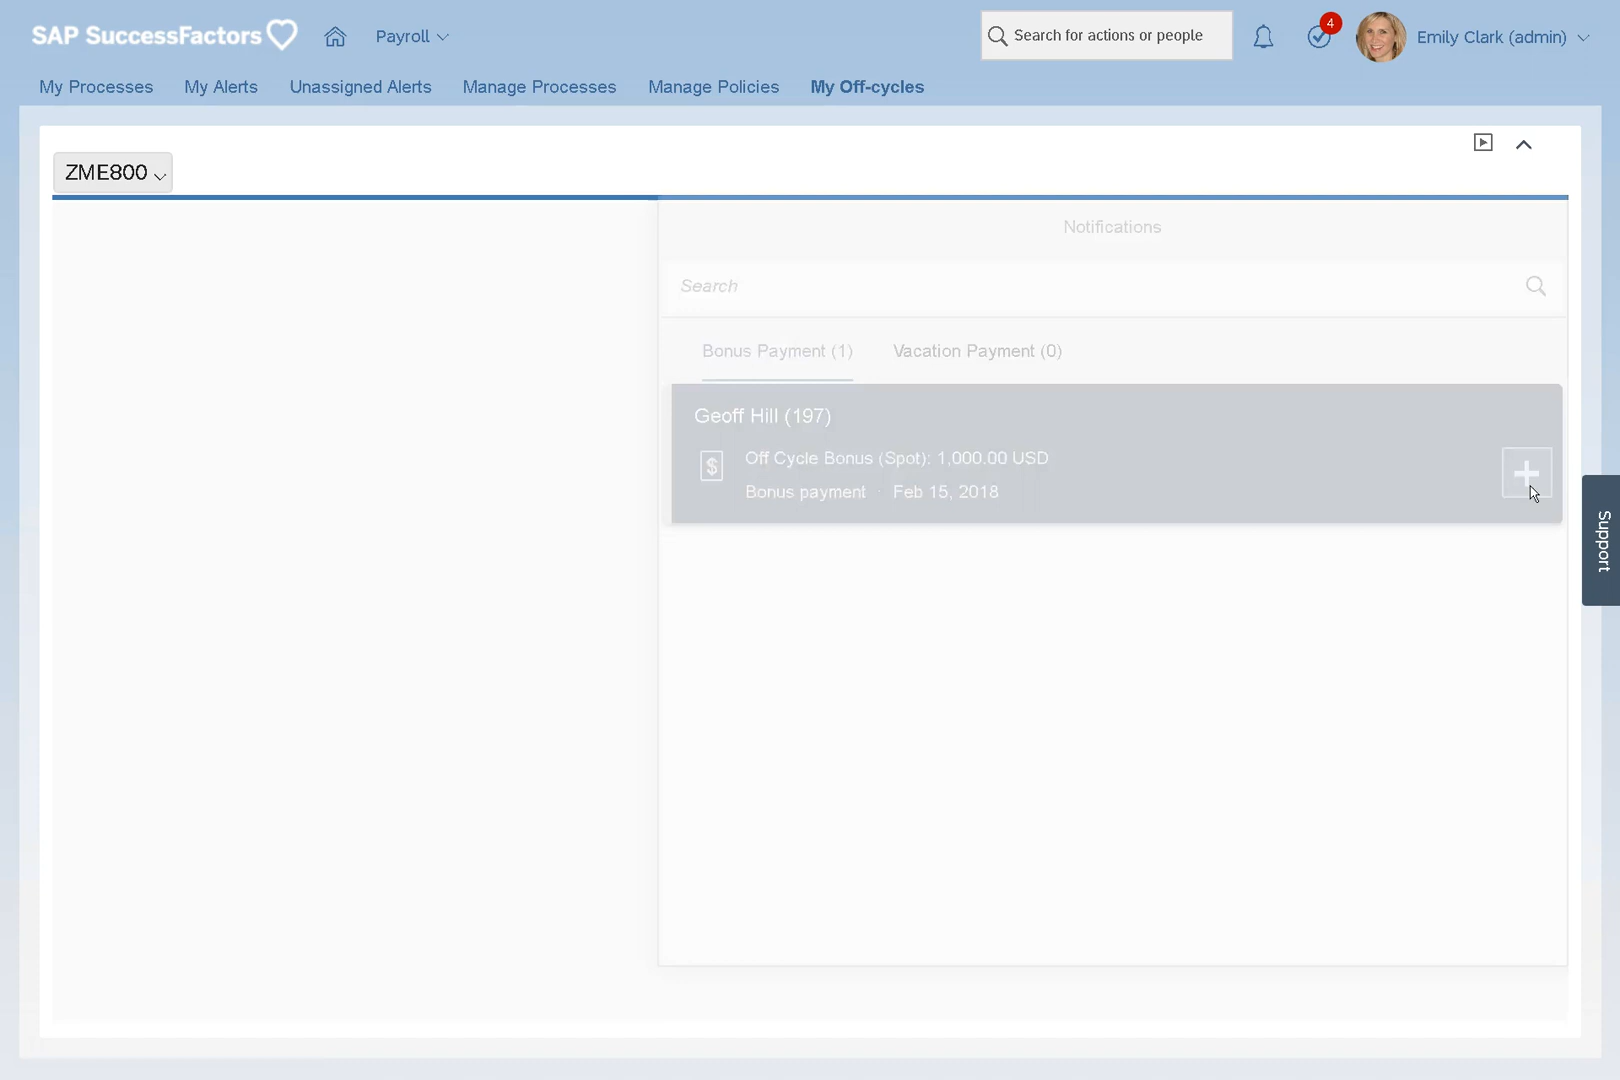 SAP SuccessFactors
Payroll
Search for actions or people
4
Emily Clark (admin)
My Processes
My Alerts
Unassigned Alerts
Manage Processes
Manage Policies
My Off-cycles
ZME800
Notifications
Search
Bonus Payment (1)
Vacation Payment (0)
Geoff Hill (197)
$
Off Cycle Bonus (Spot): 1,000.00 USD
Bonus payment · Feb 15, 2018
Support